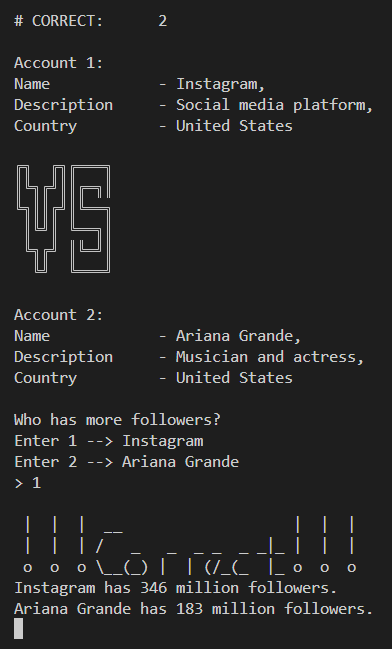 # CORRECT:      2
Account 1:
Name            - Instagram,
Description     - Social media platform,
Country         - United States
VS
Account 2:
Name            - Ariana Grande,
Description     - Musician and actress,
Country         - United States
Who has more followers?
Enter 1 --> Instagram
Enter 2 --> Ariana Grande
> 1
!!!Correct!!!
Instagram has 346 million followers.
Ariana Grande has 183 million followers.